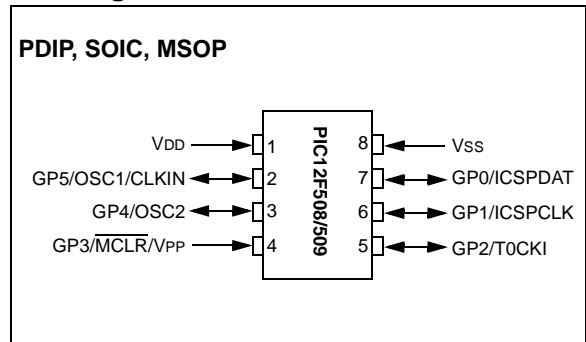 PDIP, SOIC, MSOP
VDD 1 8 VSS
GP5/OSC1/CLKIN 2 7 GP0/ICSPDAT
GP4/OSC2 3 6 GP1/ICSPCLK
GP3/MCLR/VPP 4 5 GP2/T0CKI
PIC12F508/509